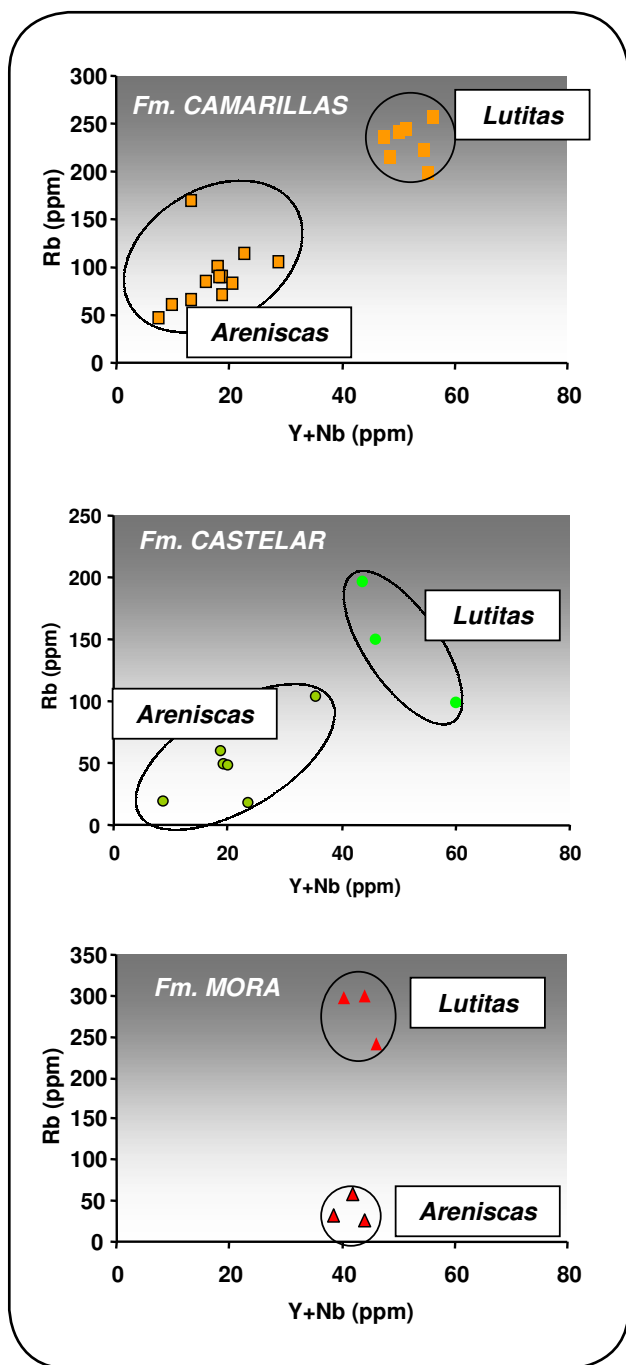 Fm. CAMARILLAS
Lutitas
Areniscas
Rb (ppm)
300
250
200
150
100
50
0
0 20 40 60 80
Y+Nb (ppm)
Fm. CASTELAR
Lutitas
Areniscas
Rb (ppm)
250
200
150
100
50
0
0 20 40 60 80
Y+Nb (ppm)
Fm. MORA
Lutitas
Areniscas
Rb (ppm)
350
300
250
200
150
100
50
0
0 20 40 60 80
Y+Nb (ppm)